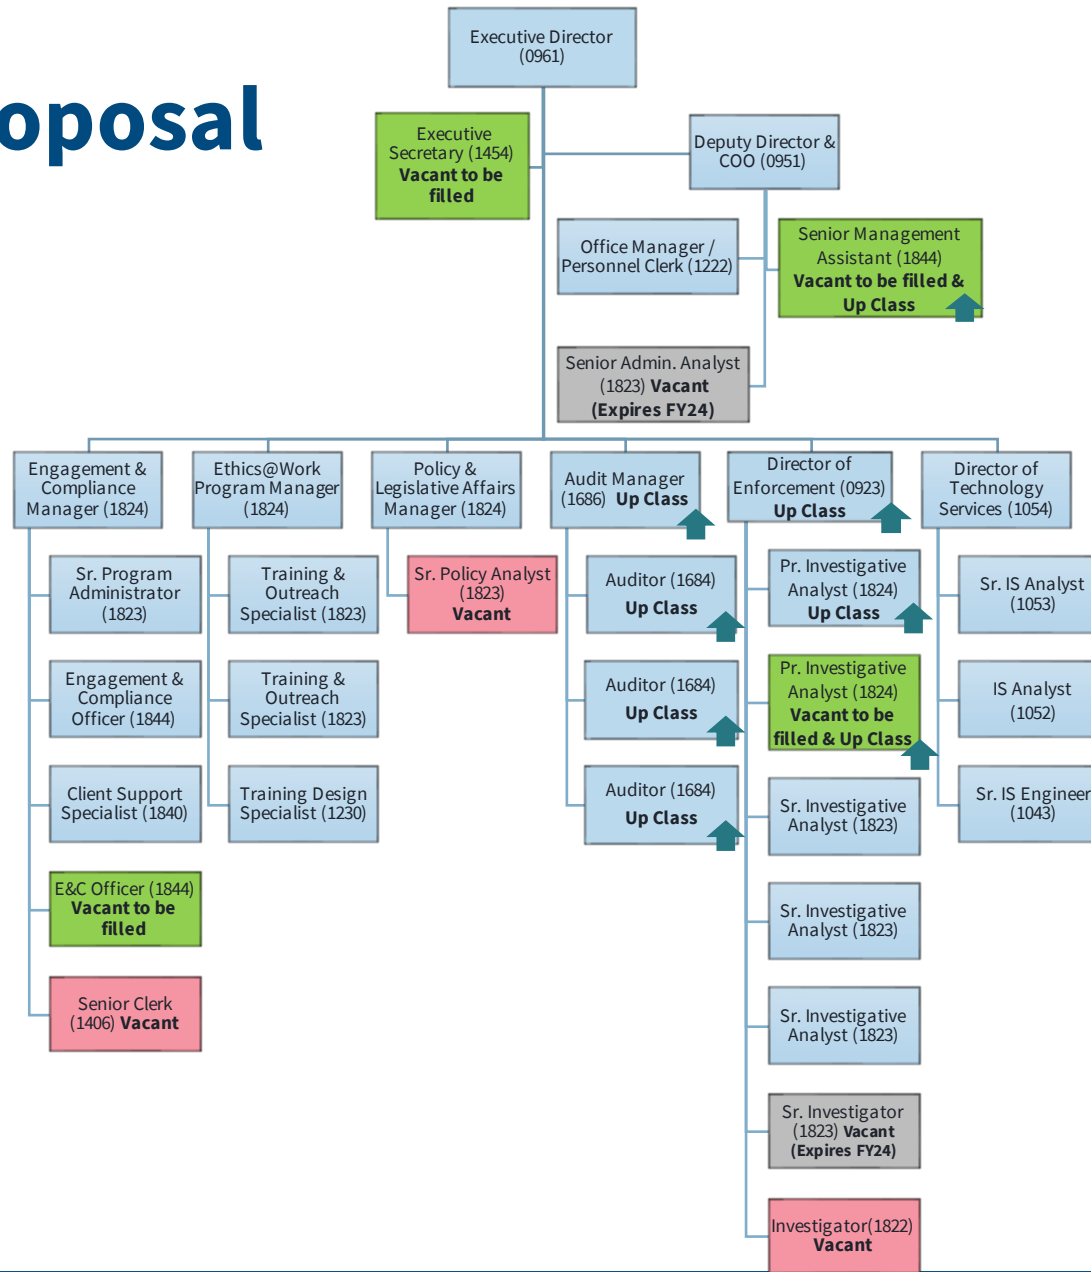 oposal
Executive Director
(0961)
Executive
Secretary (1454)
Vacant to be
filled
Deputy Director &
COO (0951)
Office Manager /
Personnel Clerk (1222)
Senior Management
Assistant (1844)
Vacant to be filled &
Up Class
Senior Admin. Analyst
(1823) Vacant
(Expires FY24)
Engagement &
Compliance
Manager (1824)
Sr. Program
Administrator
(1823)
Engagement &
Compliance
Officer (1844)
Client Support
Specialist (1840)
E&C Officer (1844)
Vacant to be
filled
Senior Clerk
(1406) Vacant
Ethics@Work
Program Manager
(1824)
Training &
Outreach
Specialist (1823)
Training &
Outreach
Specialist (1823)
Training Design
Specialist (1230)
Policy &
Legislative Affairs
Manager (1824)
Sr. Policy Analyst
(1823)
Vacant
Audit Manager
(1686) Up Class
Auditor (1684)
Up Class
Auditor (1684)
Up Class
Auditor (1684)
Up Class
Director of
Enforcement (0923)
Up Class
Pr. Investigative
Analyst (1824)
Up Class
Pr. Investigative
Analyst (1824)
Vacant to be
filled & Up Class
Sr. Investigative
Analyst (1823)
Sr. Investigative
Analyst (1823)
Sr. Investigative
Analyst (1823)
Sr. Investigator
(1823) Vacant
(Expires FY24)
Investigator(1822)
Vacant
Director of
Technology
Services (1054)
Sr. IS Analyst
(1053)
IS Analyst
(1052)
Sr. IS Engineer
(1043)